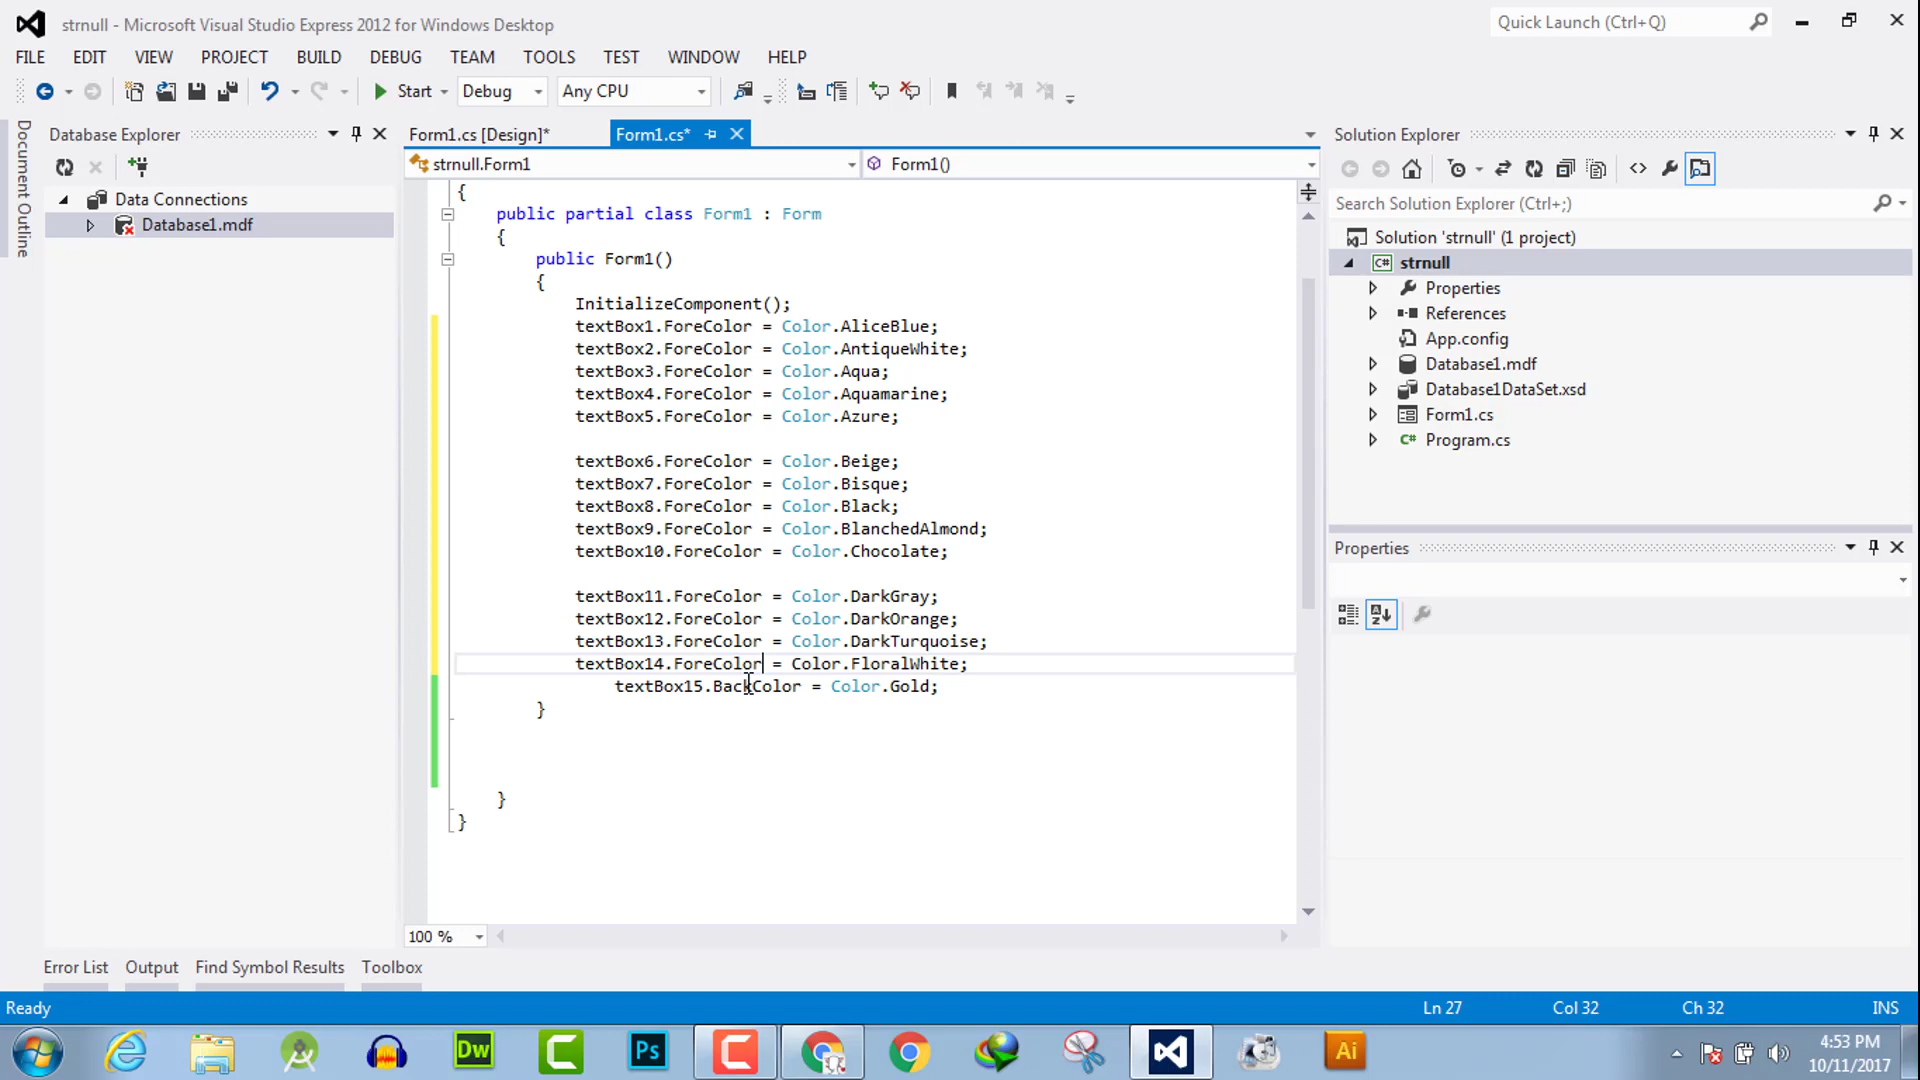 strnull - Microsoft Visual Studio Express 2012 for Windows Desktop
Quick Launch (Ctrl+Q)
FILE EDIT VIEW PROJECT BUILD DEBUG TEAM TOOLS TEST WINDOW HELP
Start Debug Any CPU
Document Outline
Database Explorer
Data Connections
Database1.mdf
Form1.cs [Design]* Form1.cs*
strnull.Form1 Form1()
{
public partial class Form1 : Form
{
public Form1()
{
InitializeComponent();
textBox1.ForeColor = Color.AliceBlue;
textBox2.ForeColor = Color.AntiqueWhite;
textBox3.ForeColor = Color.Aqua;
textBox4.ForeColor = Color.Aquamarine;
textBox5.ForeColor = Color.Azure;
textBox6.ForeColor = Color.Beige;
textBox7.ForeColor = Color.Bisque;
textBox8.ForeColor = Color.Black;
textBox9.ForeColor = Color.BlanchedAlmond;
textBox10.ForeColor = Color.Chocolate;
textBox11.ForeColor = Color.DarkGray;
textBox12.ForeColor = Color.DarkOrange;
textBox13.ForeColor = Color.DarkTurquoise;
textBox14.ForeColor = Color.FloralWhite;
textBox15.BackColor = Color.Gold;
}
}
}
100 %
Solution Explorer
Search Solution Explorer (Ctrl+;)
Solution 'strnull' (1 project)
C# strnull
Properties
References
App.config
Database1.mdf
Database1DataSet.xsd
Form1.cs
C# Program.cs
Properties
Error List Output Find Symbol Results Toolbox
Ready Ln 27 Col 32 Ch 32 INS
Dw C Ps C Ai
4:53 PM
10/11/2017